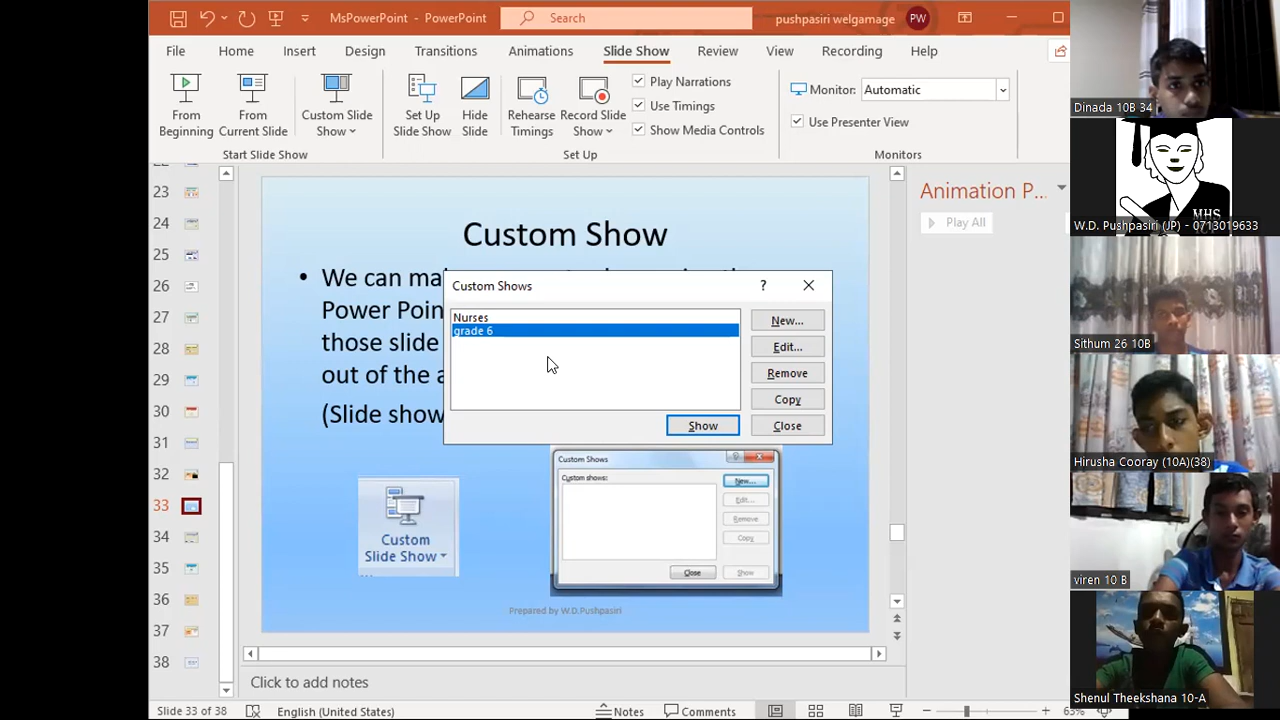 MsPowerPoint - PowerPoint
Search
pushpasiri welgamage
PW
File
Home
Insert
Design
Transitions
Animations
Slide Show
Review
View
Recording
Help
From Beginning
From Current Slide
Custom Slide Show
Set Up Slide Show
Hide Slide
Rehearse Timings
Record Slide Show
Play Narrations
Use Timings
Show Media Controls
Monitor:
Automatic
Use Presenter View
Start Slide Show
Set Up
Monitors
23
24
25
26
27
28
29
30
31
32
33
34
35
36
37
38
Custom Show
• We can ma
Power Poin
those slide
out of the a
(Slide show
Custom Shows
?
Nurses
grade 6
New...
Edit...
Remove
Copy
Show
Close
Custom Slide Show
Custom Shows
Custom shows:
New...
Edit...
Remove
Copy
Close
Show
Prepared by W.D.Pushpasiri
Animation P...
Play All
Click to add notes
Slide 33 of 38
English (United States)
Notes
Comments
63%
Dinada 10B 34
MHS
W.D. Pushpasiri (JP) - 0713019633
Sithum 26 10B
Hirusha Cooray (10A)(38)
viren 10 B
Shenul Theekshana 10-A